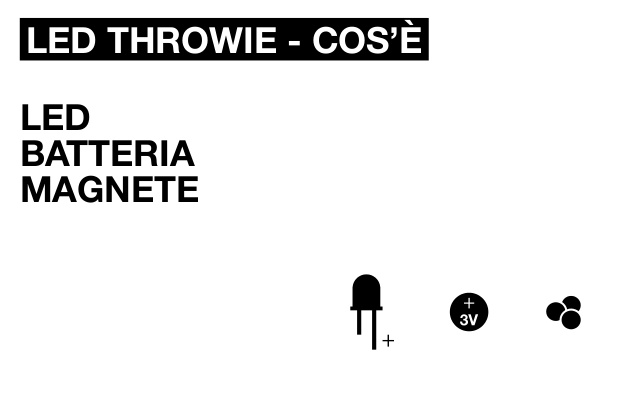 LED THROWIE - COS’È
LED
BATTERIA
MAGNETE
+
3V
+